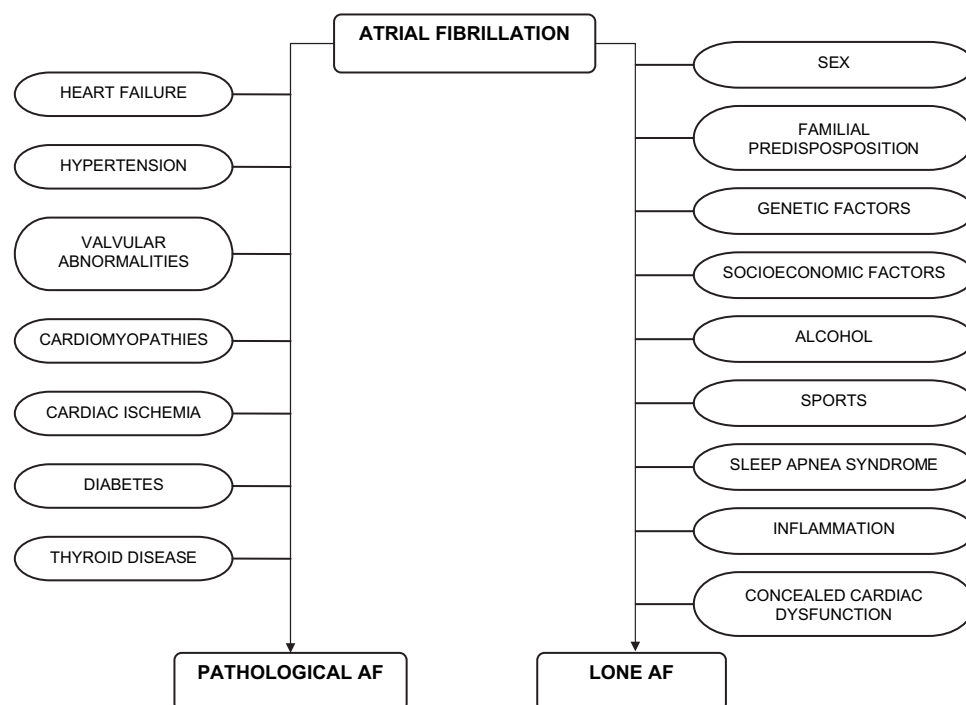 ATRIAL FIBRILLATION
HEART FAILURE
HYPERTENSION
VALVULAR
ABNORMALITIES
CARDIOMYOPATHIES
CARDIAC ISCHEMIA
DIABETES
THYROID DISEASE
PATHOLOGICAL AF
SEX
FAMILIAL
PREDISPOSPOSITION
GENETIC FACTORS
SOCIOECONOMIC FACTORS
ALCOHOL
SPORTS
SLEEP APNEA SYNDROME
INFLAMMATION
CONCEALED CARDIAC
DYSFUNCTION
LONE AF